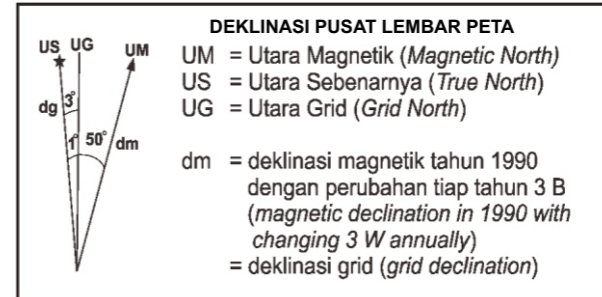 DEKLINASI PUSAT LEMBAR PETA
US UG UM
dg 3°
1° 50° dm
UM = Utara Magnetik (Magnetic North)
US = Utara Sebenarnya (True North)
UG = Utara Grid (Grid North)
dm = deklinasi magnetik tahun 1990
dengan perubahan tiap tahun 3 B
(magnetic declination in 1990 with
changing 3 W annually)
= deklinasi grid (grid declination)